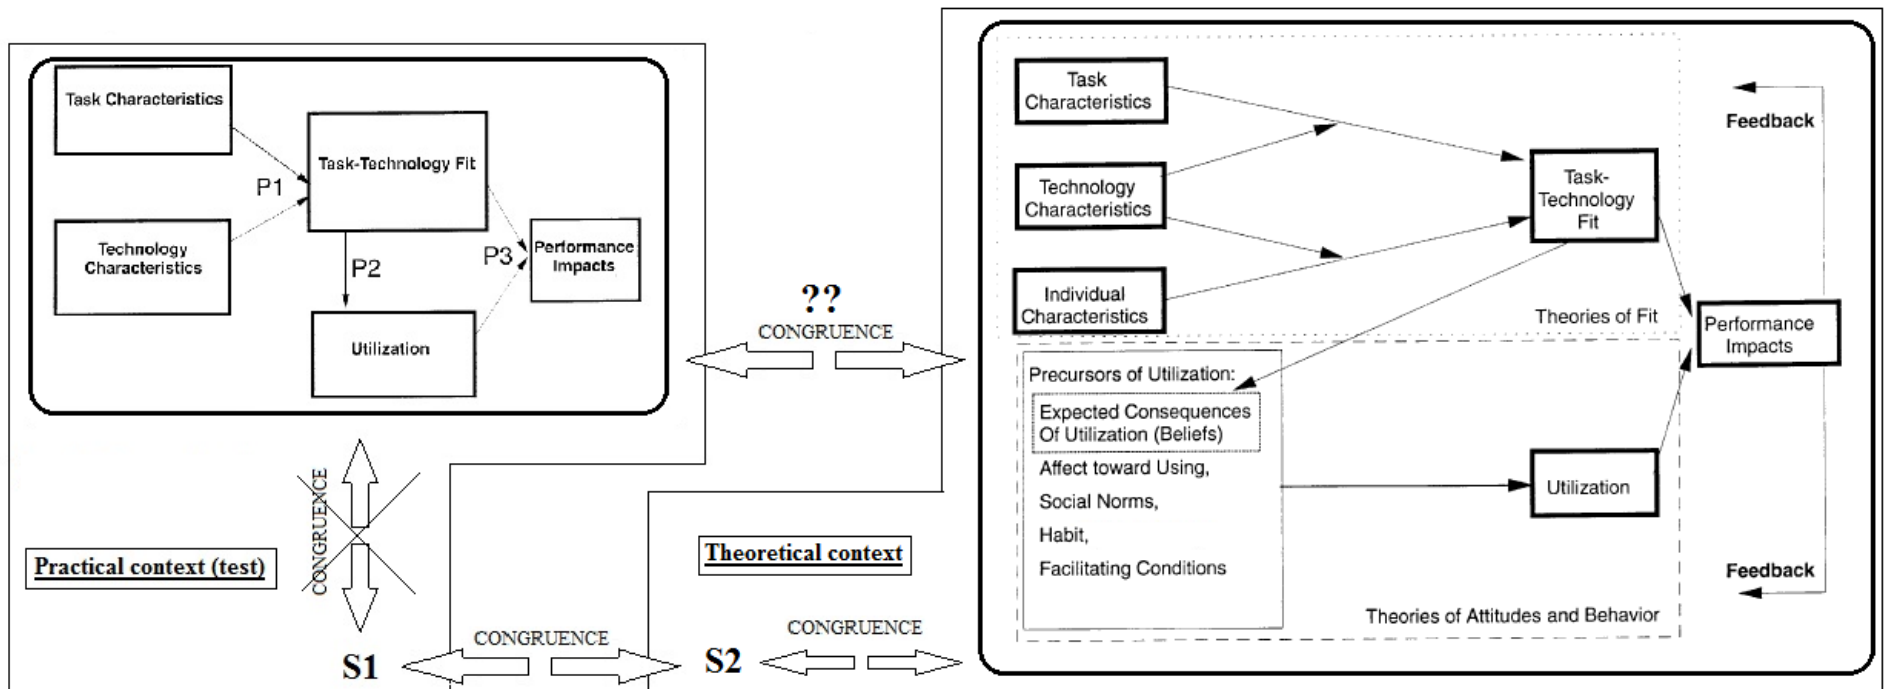 Task Characteristics
Task-Technology Fit
P1
Technology
Characteristics
P2
P3
Performance
Impacts
Utilization
CONGRUENCE
Practical context (test)
S1
CONGRUENCE
S2
CONGRUENCE
Theoretical context
??
CONGRUENCE
Task
Characteristics
Technology
Characteristics
Individual
Characteristics
Task-
Technology
Fit
Theories of Fit
Feedback
Performance
Impacts
Precursors of Utilization:
Expected Consequences
Of Utilization (Beliefs)
Affect toward Using,
Social Norms,
Habit,
Facilitating Conditions
Utilization
Feedback
Theories of Attitudes and Behavior